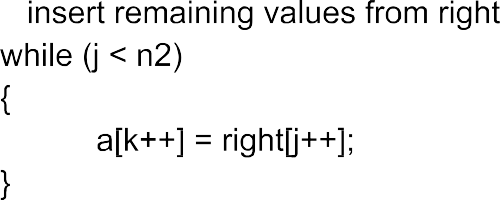 insert remaining values from right
while (j < n2)
{
a[k++] = right[j++];
}